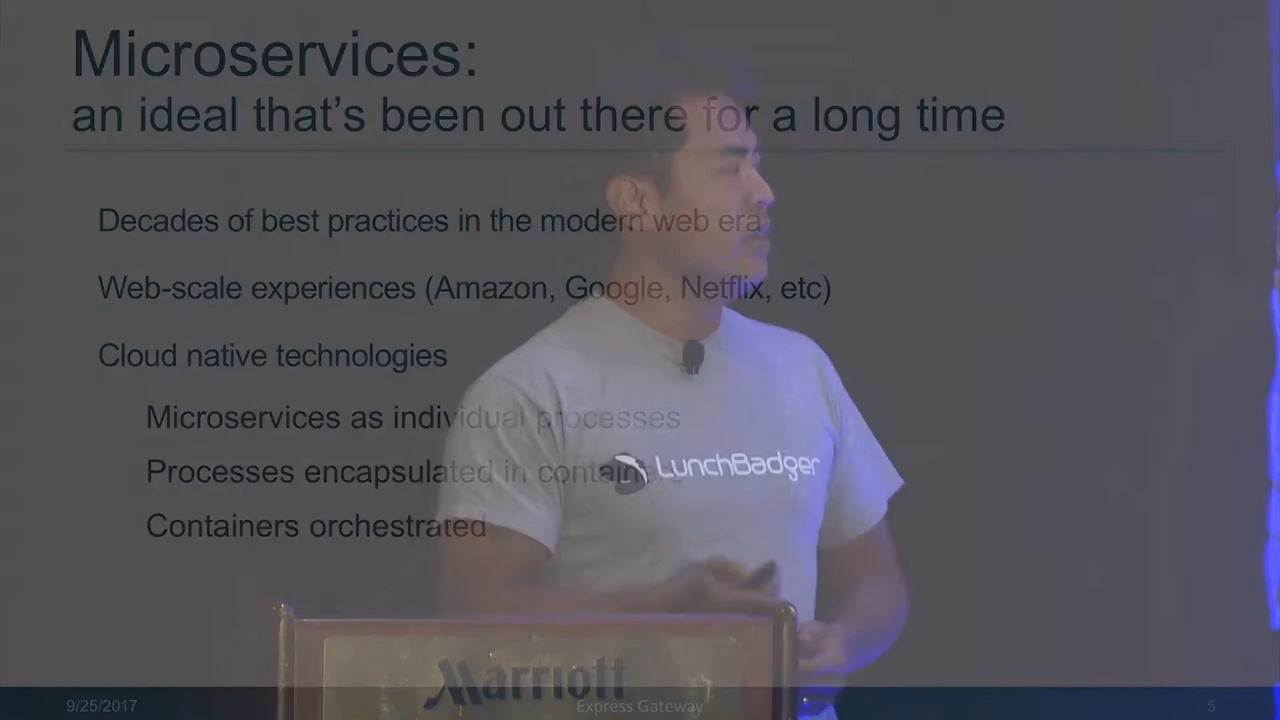 Microservices:
an ideal that's been out there for a long time
Decades of best practices in the modern web era
Web-scale experiences (Amazon, Google, Netflix, etc)
Cloud native technologies
Microservices as individual processes
Processes encapsulated in containers
LunchBadger
Containers orchestrated
Marriott
9/25/2017
Express Gateway
5